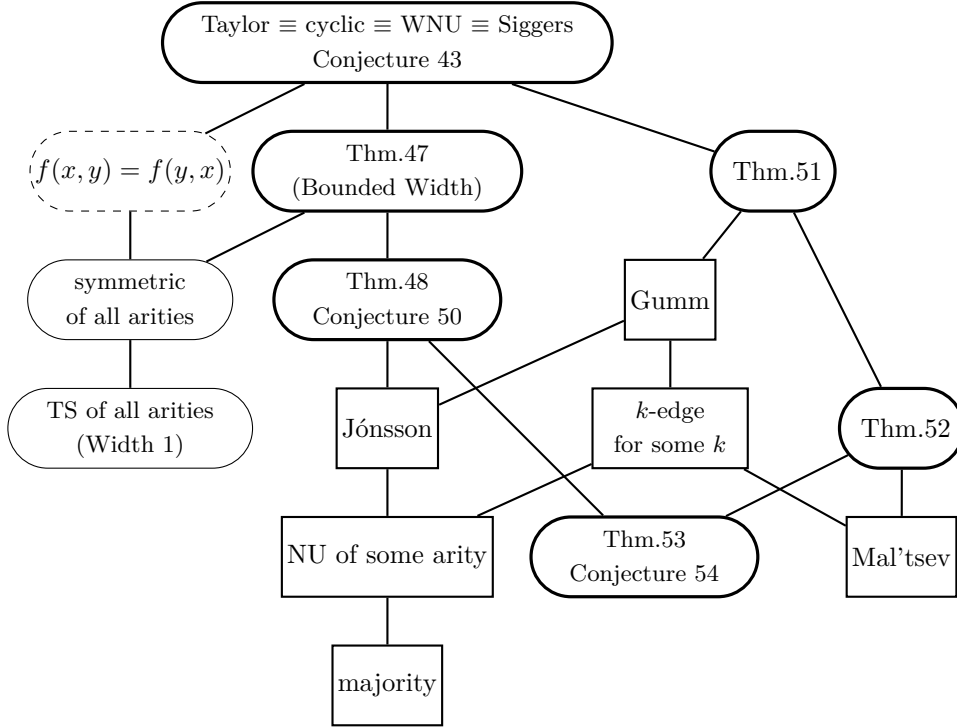 Taylor ≡ cyclic ≡ WNU ≡ Siggers
Conjecture 43
f(x, y) = f(y, x)
Thm.47
(Bounded Width)
Thm.51
symmetric
of all arities
Thm.48
Conjecture 50
Gumm
TS of all arities
(Width 1)
Jónsson
k-edge
for some k
Thm.52
NU of some arity
Thm.53
Conjecture 54
Mal'tsev
majority